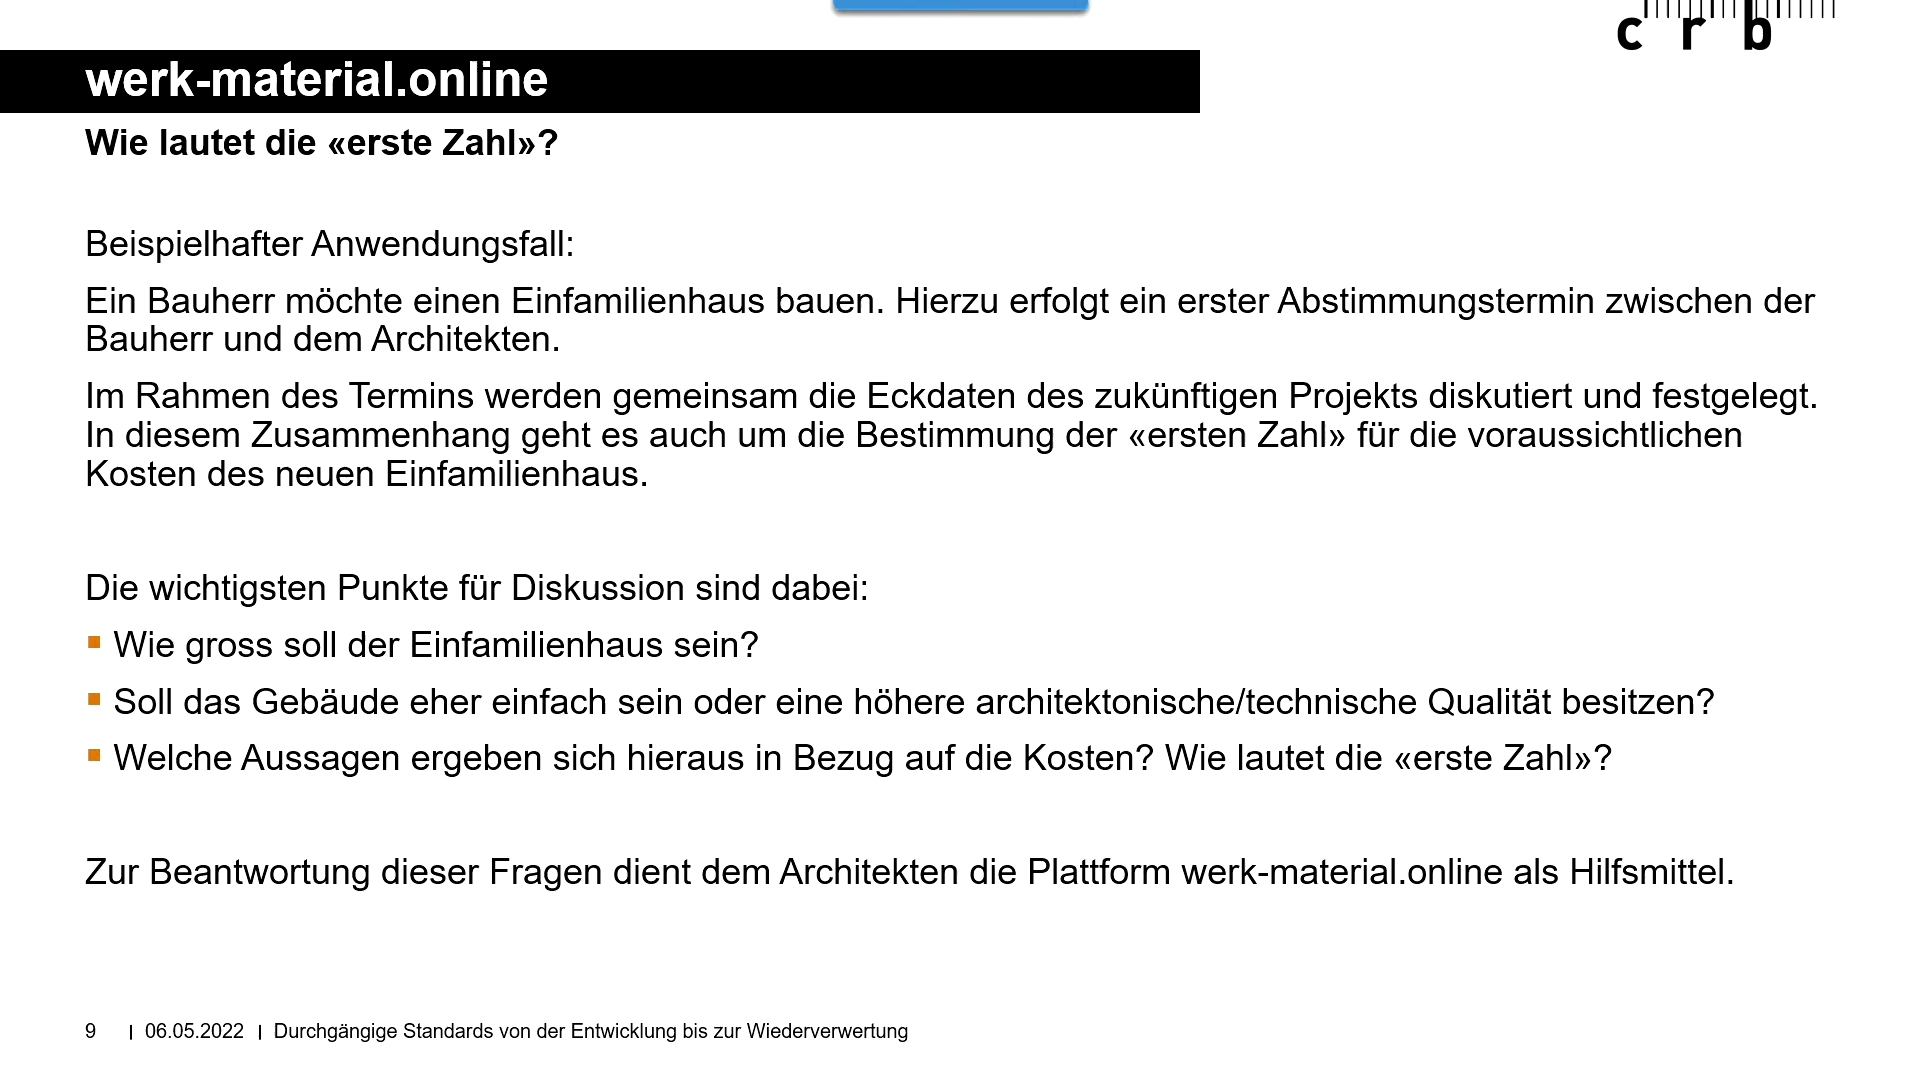 crb
werk-material.online
Wie lautet die «erste Zahl»?
Beispielhafter Anwendungsfall:
Ein Bauherr möchte einen Einfamilienhaus bauen. Hierzu erfolgt ein erster Abstimmungstermin zwischen der
Bauherr und dem Architekten.
Im Rahmen des Termins werden gemeinsam die Eckdaten des zukünftigen Projekts diskutiert und festgelegt.
In diesem Zusammenhang geht es auch um die Bestimmung der «ersten Zahl» für die voraussichtlichen
Kosten des neuen Einfamilienhaus.
Die wichtigsten Punkte für Diskussion sind dabei:
▪ Wie gross soll der Einfamilienhaus sein?
▪ Soll das Gebäude eher einfach sein oder eine höhere architektonische/technische Qualität besitzen?
▪ Welche Aussagen ergeben sich hieraus in Bezug auf die Kosten? Wie lautet die «erste Zahl»?
Zur Beantwortung dieser Fragen dient dem Architekten die Plattform werk-material.online als Hilfsmittel.
9 | 06.05.2022 | Durchgängige Standards von der Entwicklung bis zur Wiederverwertung